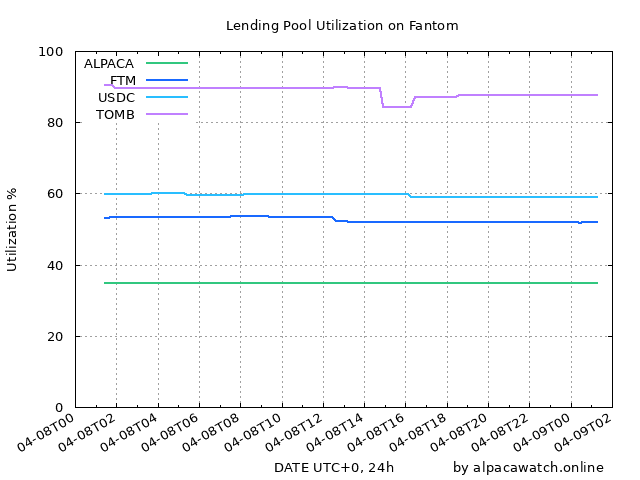 Lending Pool Utilization on Fantom
100
80
60
40
20
0
Utilization %
ALPACA
FTM
USDC
TOMB
04-08T00
04-08T02
04-08T04
04-08T06
04-08T08
04-08T10
04-08T12
04-08T14
04-08T16
04-08T18
04-08T20
04-08T22
04-09T00
04-09T02
DATE UTC+0, 24h
by alpacawatch.online